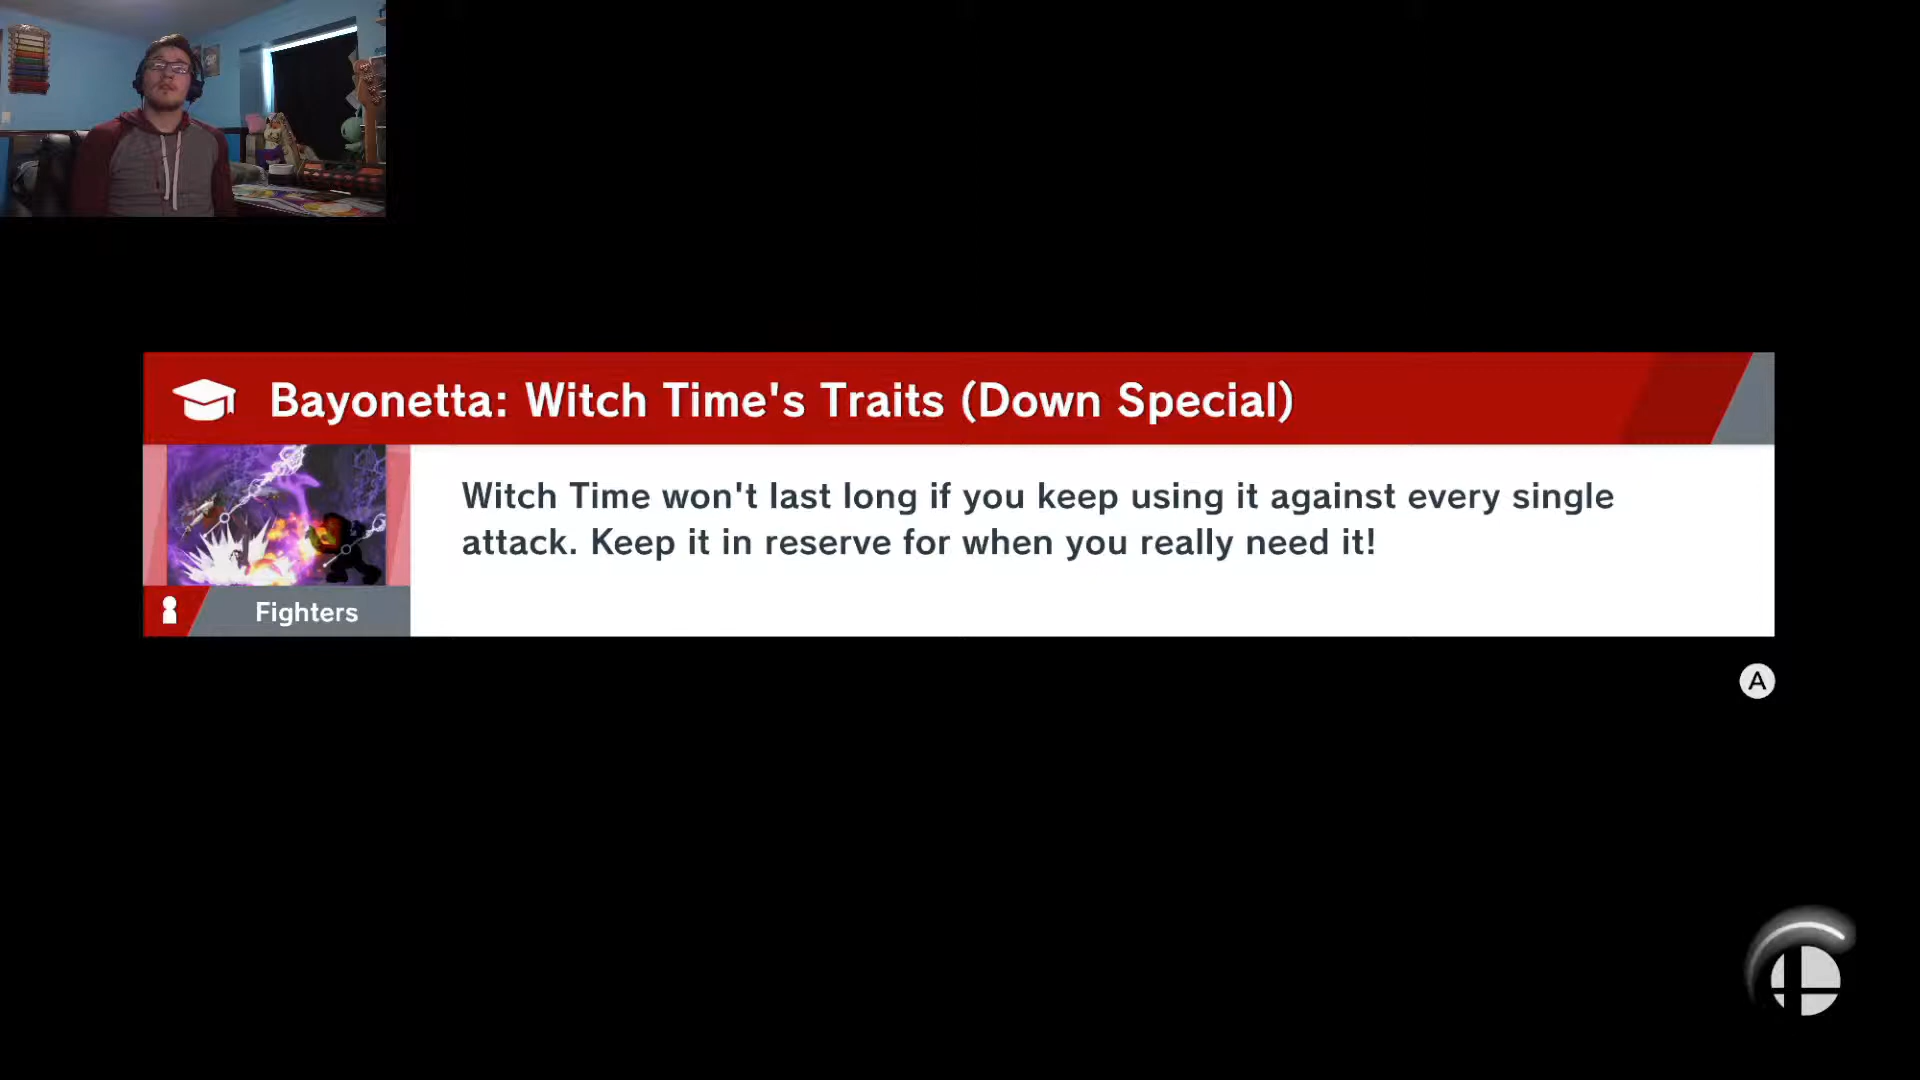 Bayonetta: Witch Time's Traits (Down Special)
Witch Time won't last long if you keep using it against every single
attack. Keep it in reserve for when you really need it!
Fighters
A